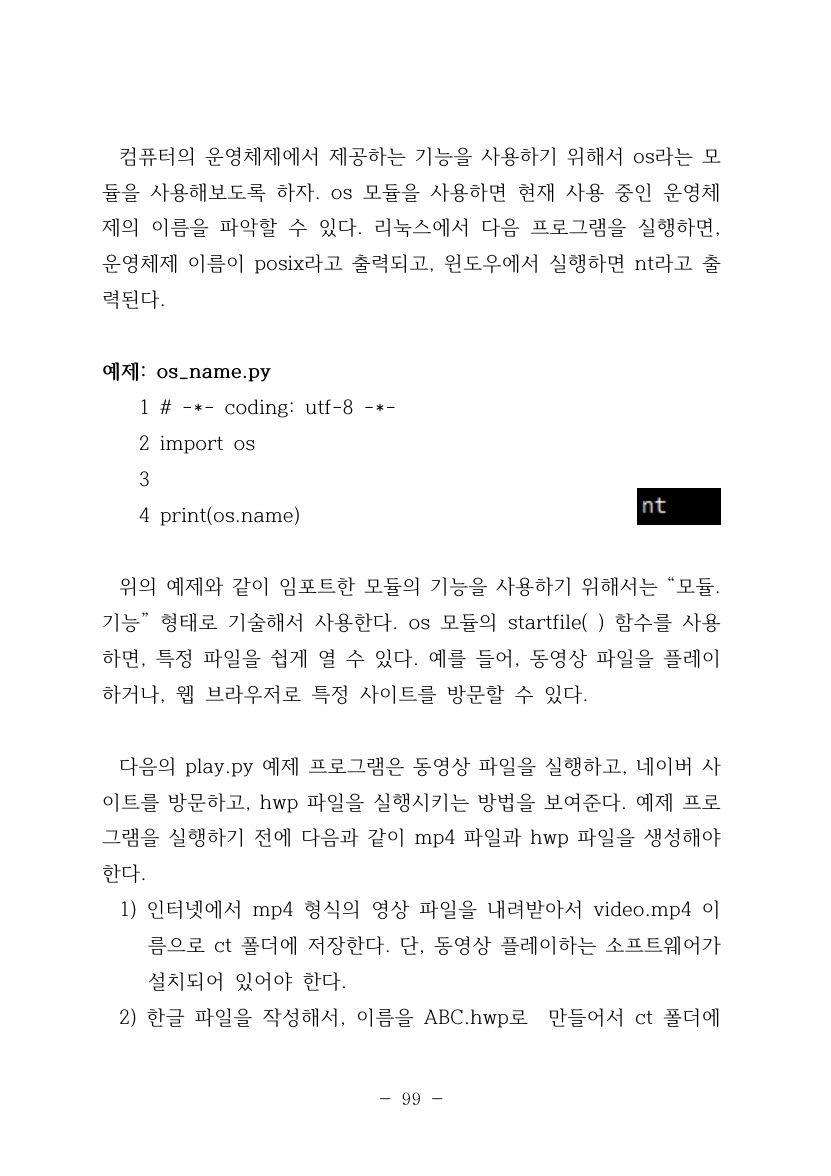 컴퓨터의 운영체제에서 제공하는 기능을 사용하기 위해서 os라는 모
듈을 사용해보도록 하자. os 모듈을 사용하면 현재 사용 중인 운영체
제의 이름을 파악할 수 있다. 리눅스에서 다음 프로그램을 실행하면,
운영체제 이름이 posix라고 출력되고, 윈도우에서 실행하면 nt라고 출
력된다.
예제: os_name.py
1 # -*- coding: utf-8 -*-
2 import os
3
4 print(os.name)
nt
위의 예제와 같이 임포트한 모듈의 기능을 사용하기 위해서는 “모듈.
기능” 형태로 기술해서 사용한다. os 모듈의 startfile( ) 함수를 사용
하면, 특정 파일을 쉽게 열 수 있다. 예를 들어, 동영상 파일을 플레이
하거나, 웹 브라우저로 특정 사이트를 방문할 수 있다.
다음의 play.py 예제 프로그램은 동영상 파일을 실행하고, 네이버 사
이트를 방문하고, hwp 파일을 실행시키는 방법을 보여준다. 예제 프로
그램을 실행하기 전에 다음과 같이 mp4 파일과 hwp 파일을 생성해야
한다.
1) 인터넷에서 mp4 형식의 영상 파일을 내려받아서 video.mp4 이
름으로 ct 폴더에 저장한다. 단, 동영상 플레이하는 소프트웨어가
설치되어 있어야 한다.
2) 한글 파일을 작성해서, 이름을 ABC.hwp로 만들어서 ct 폴더에
- 99 -